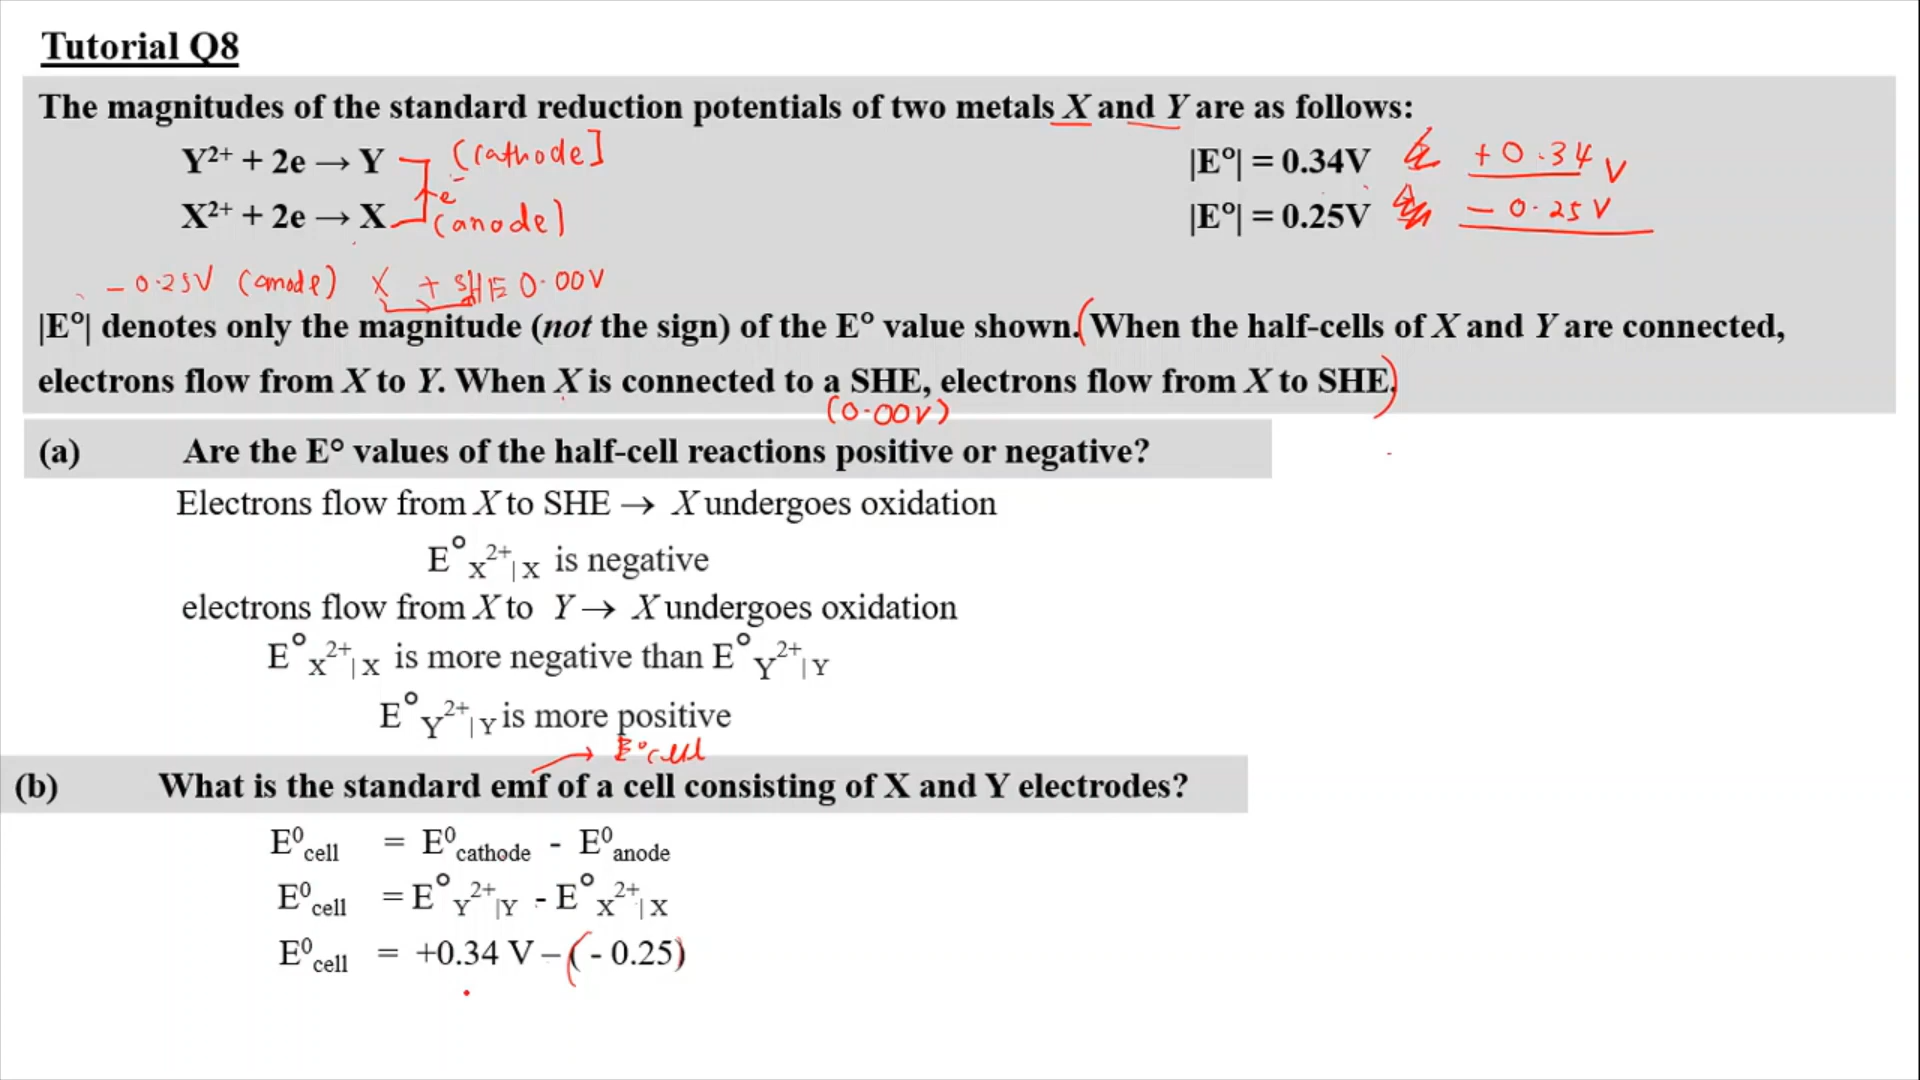 Tutorial Q8
The magnitudes of the standard reduction potentials of two metals X and Y are as follows:
Y²⁺ + 2e → Y (cathode] |E°| = 0.34V +0.34 V
e⁻
X²⁺ + 2e → X (anode) |E°| = 0.25V - 0.25V
- 0.25V (anode) X + SHE 0.00V
|E°| denotes only the magnitude (not the sign) of the E° value shown. (When the half-cells of X and Y are connected,
electrons flow from X to Y. When X is connected to a SHE, electrons flow from X to SHE.)
(0.00V)
(a) Are the E° values of the half-cell reactions positive or negative?
Electrons flow from X to SHE → X undergoes oxidation
E° X²⁺|X is negative
electrons flow from X to Y → X undergoes oxidation
E° X²⁺|X is more negative than E° Y²⁺|Y
E° Y²⁺|Y is more positive
→ E°cell
(b) What is the standard emf of a cell consisting of X and Y electrodes?
E⁰cell = E⁰cathode - E⁰anode
E⁰cell = E° Y²⁺|Y - E° X²⁺|X
E⁰cell = +0.34 V – (- 0.25)